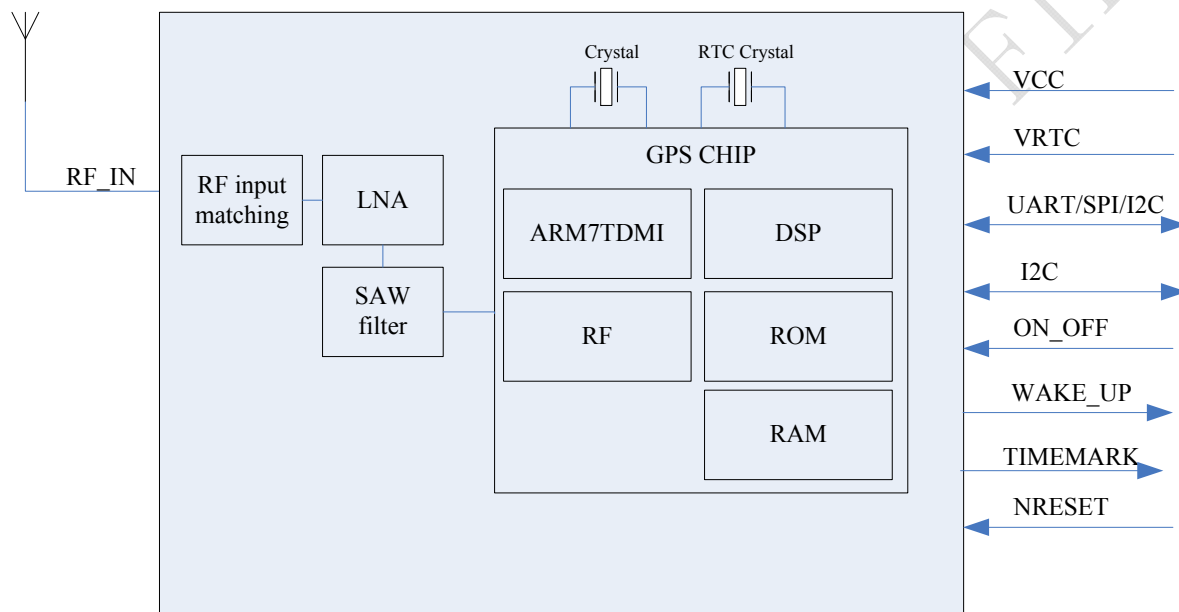 Crystal
RTC Crystal
VCC
GPS CHIP
VRTC
RF_IN
RF input
matching
LNA
ARM7TDMI
DSP
UART/SPI/I2C
SAW
filter
I2C
RF
ROM
ON_OFF
WAKE_UP
RAM
TIMEMARK
NRESET